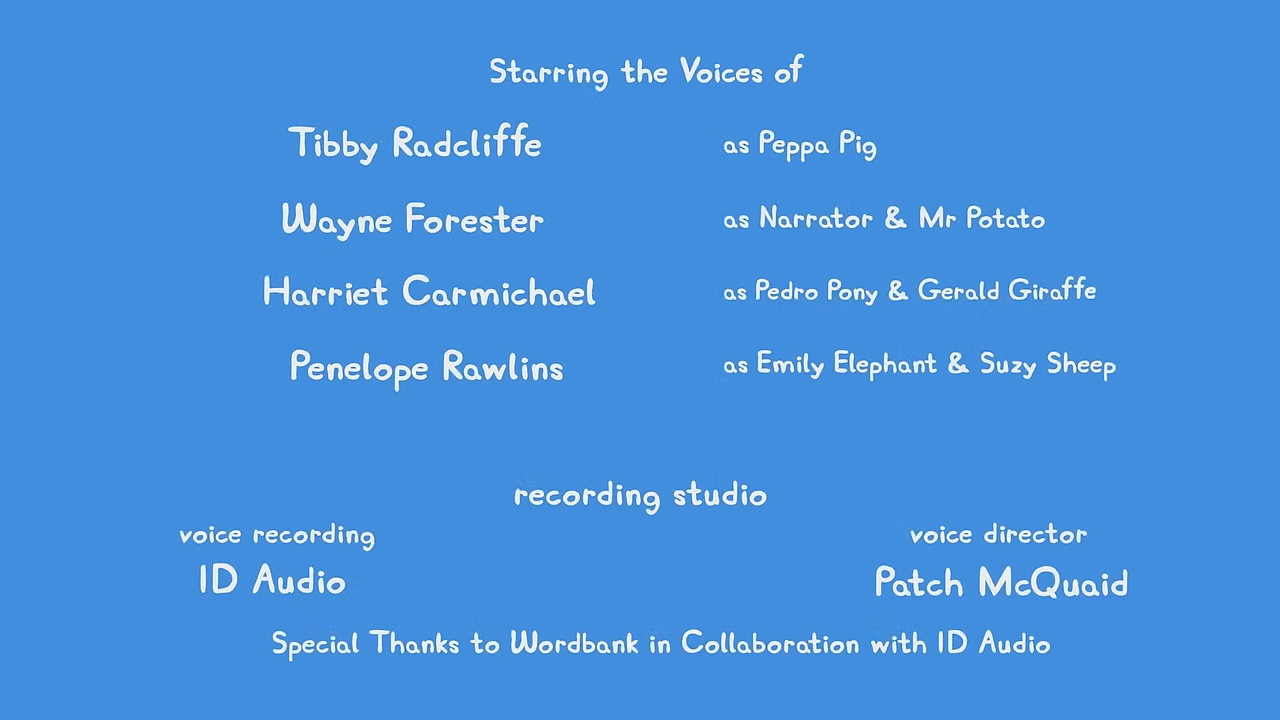 Starring the Voices of
Tibby Radcliffe as Peppa Pig
Wayne Forester as Narrator & Mr Potato
Harriet Carmichael as Pedro Pony & Gerald Giraffe
Penelope Rawlins as Emily Elephant & Suzy Sheep
recording studio
voice recording voice director
ID Audio Patch McQuaid
Special Thanks to Wordbank in Collaboration with ID Audio